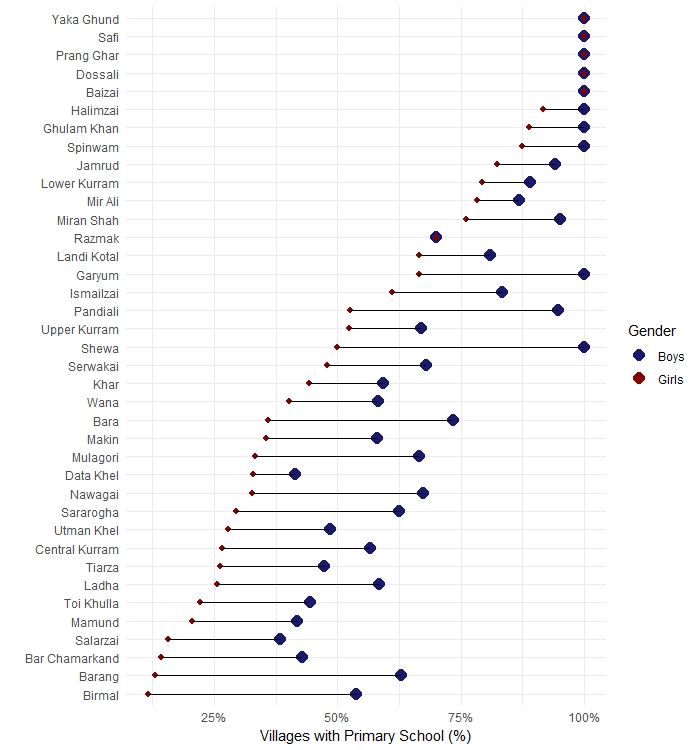 Yaka Ghund
Safi
Prang Ghar
Dossali
Baizai
Halimzai
Ghulam Khan
Spinwam
Jamrud
Lower Kurram
Mir Ali
Miran Shah
Razmak
Landi Kotal
Garyum
Ismailzai
Pandiali
Upper Kurram
Shewa
Serwakai
Khar
Wana
Bara
Makin
Mulagori
Data Khel
Nawagai
Sararogha
Utman Khel
Central Kurram
Tiarza
Ladha
Toi Khulla
Mamund
Salarzai
Bar Chamarkand
Barang
Birmal
25% 50% 75% 100%
Villages with Primary School (%)
Gender
Boys
Girls